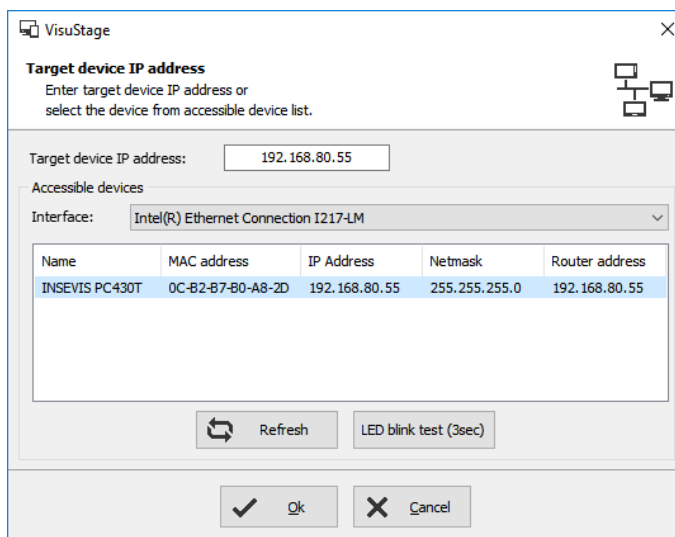 VisuStage
Target device IP address
Enter target device IP address or
select the device from accessible device list.
Target device IP address: 192.168.80.55
Accessible devices
Interface: Intel(R) Ethernet Connection I217-LM
Name MAC address IP Address Netmask Router address
INSEVIS PC430T 0C-B2-B7-B0-A8-2D 192.168.80.55 255.255.255.0 192.168.80.55
Refresh LED blink test (3sec)
Ok Cancel